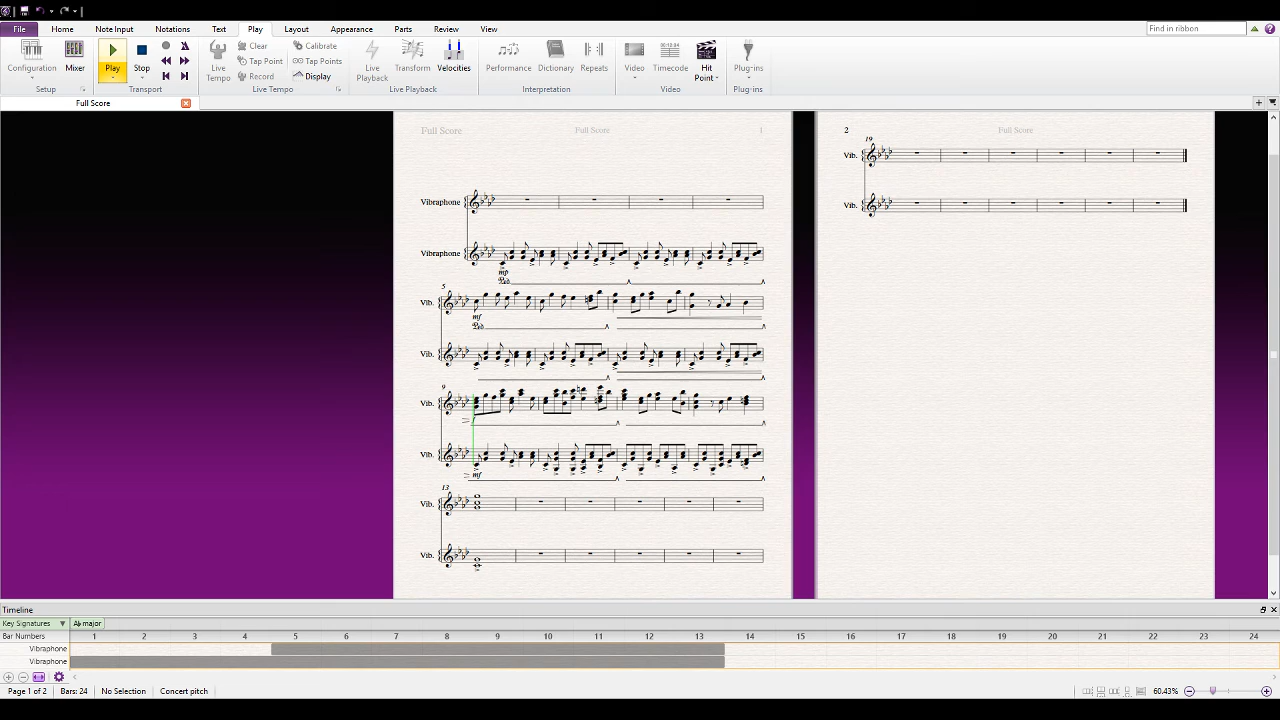 File Home Note Input Notations Text Play Layout Appearance Parts Review View Find in ribbon
Configuration Mixer Play Stop Live Tempo Clear Tap Point Record Calibrate Tap Points Display Live Playback Transform Velocities Performance Dictionary Repeats Video Timecode Hit Point Plug-ins
Setup Transport Live Tempo Live Playback Interpretation Video Plug-ins
Full Score
Full Score Full Score 1
Vibraphone
Vibraphone
mp
Ped
5
Vib.
mf
Ped
Vib.
9
Vib.
f
Vib.
mf
13
Vib.
Vib.
2 Full Score
19
Vib.
Vib.
Timeline
Key Signatures A♭ major
Bar Numbers 1 2 3 4 5 6 7 8 9 10 11 12 13 14 15 16 17 18 19 20 21 22 23 24
Vibraphone
Vibraphone
Page 1 of 2 Bars: 24 No Selection Concert pitch 60.43%